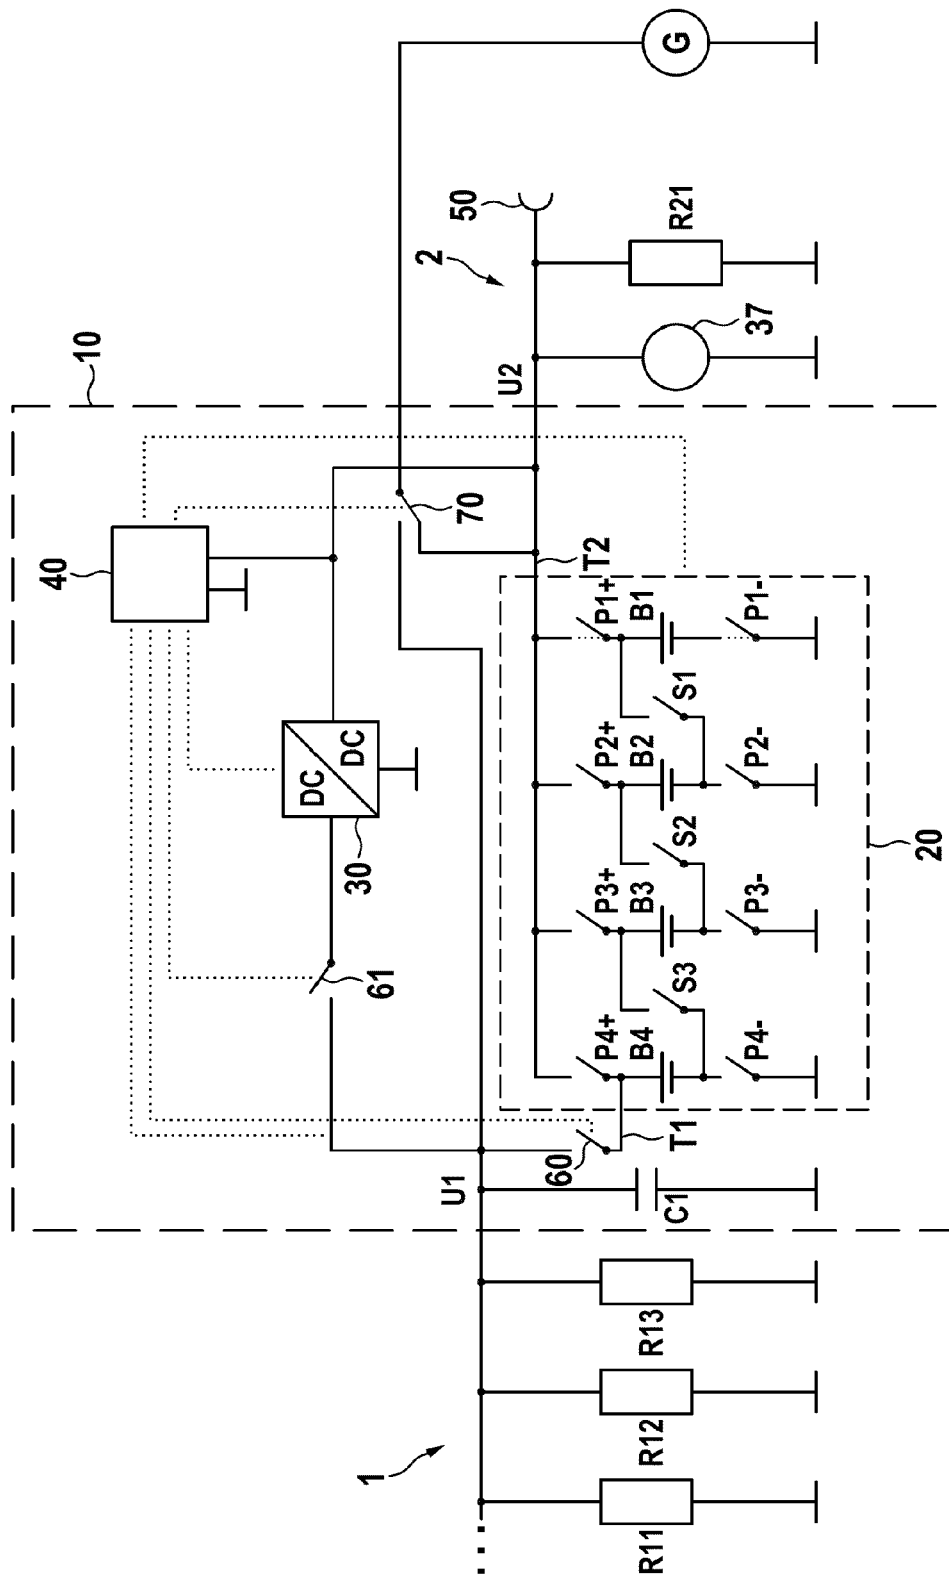 10
40
DC
DC
30
61
70
G
50
2
R21
37
U2
T2
P1+
B1
P1-
S1
P2+
B2
P2-
S2
P3+
B3
P3-
S3
P4+
B4
P4-
20
T1
60
U1
C1
R13
R12
R11
1